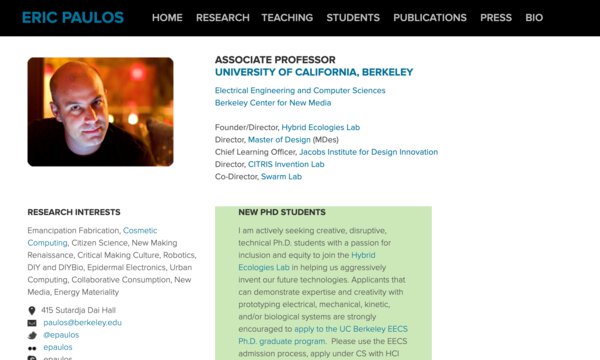 ERIC PAULOS
HOME RESEARCH TEACHING STUDENTS PUBLICATIONS PRESS BIO
ASSOCIATE PROFESSOR
UNIVERSITY OF CALIFORNIA, BERKELEY
Electrical Engineering and Computer Sciences
Berkeley Center for New Media
Founder/Director, Hybrid Ecologies Lab
Director, Master of Design (MDes)
Chief Learning Officer, Jacobs Institute for Design Innovation
Director, CITRIS Invention Lab
Co-Director, Swarm Lab
RESEARCH INTERESTS
Emancipation Fabrication, Cosmetic
Computing, Citizen Science, New Making
Renaissance, Critical Making Culture, Robotics,
DIY and DIYBio, Epidermal Electronics, Urban
Computing, Collaborative Consumption, New
Media, Energy Materiality
415 Sutardja Dai Hall
paulos@berkeley.edu
@epaulos
epaulos
epaulos
NEW PHD STUDENTS
I am actively seeking creative, disruptive,
technical Ph.D. students with a passion for
inclusion and equity to join the Hybrid
Ecologies Lab in helping us aggressively
invent our future technologies. Applicants that
can demonstrate expertise and creativity with
prototyping electrical, mechanical, kinetic,
and/or biological systems are strongly
encouraged to apply to the UC Berkeley EECS
Ph.D. graduate program. Please use the EECS
admission process, apply under CS with HCI